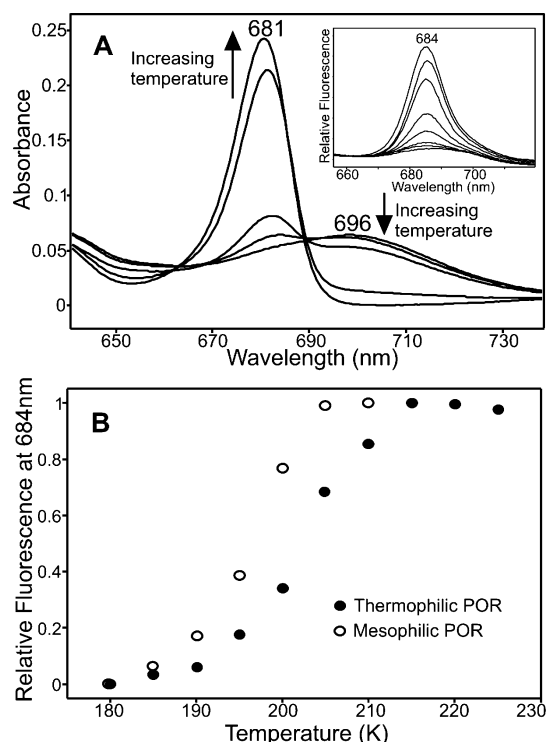 A
681
Increasing
temperature
Absorbance
0.25
0.2
0.15
0.1
0.05
0
650
670
690
710
730
Wavelength (nm)
696
Increasing
temperature
684
Relative Fluorescence
660
680
700
Wavelength (nm)
B
Relative Fluorescence at 684nm
1
0.8
0.6
0.4
0.2
0
180
190
200
210
220
230
Temperature (K)
Thermophilic POR
Mesophilic POR